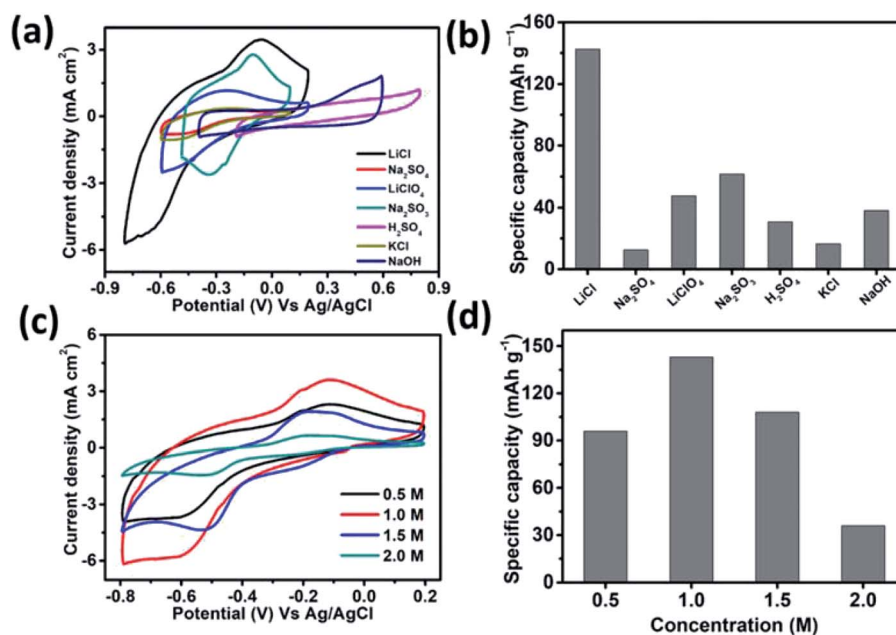 (a)
Current density (mA cm²)
3
0
-3
-6
LiCl
Na₂SO₄
LiClO₄
Na₂SO₃
H₂SO₄
KCl
NaOH
-0.9 -0.6 -0.3 0.0 0.3 0.6 0.9
Potential (V) Vs Ag/AgCl
(b)
Specific capacity (mAh g⁻¹)
160
120
80
40
0
LiCl Na₂SO₄ LiClO₄ Na₂SO₃ H₂SO₄ KCl NaOH
(c)
Current density (mA cm²)
6
3
0
-3
-6
0.5 M
1.0 M
1.5 M
2.0 M
-0.8 -0.6 -0.4 -0.2 0.0 0.2
Potential (V) Vs Ag/AgCl
(d)
Specific capacity (mAh g⁻¹)
150
120
90
60
30
0
0.5 1.0 1.5 2.0
Concentration (M)